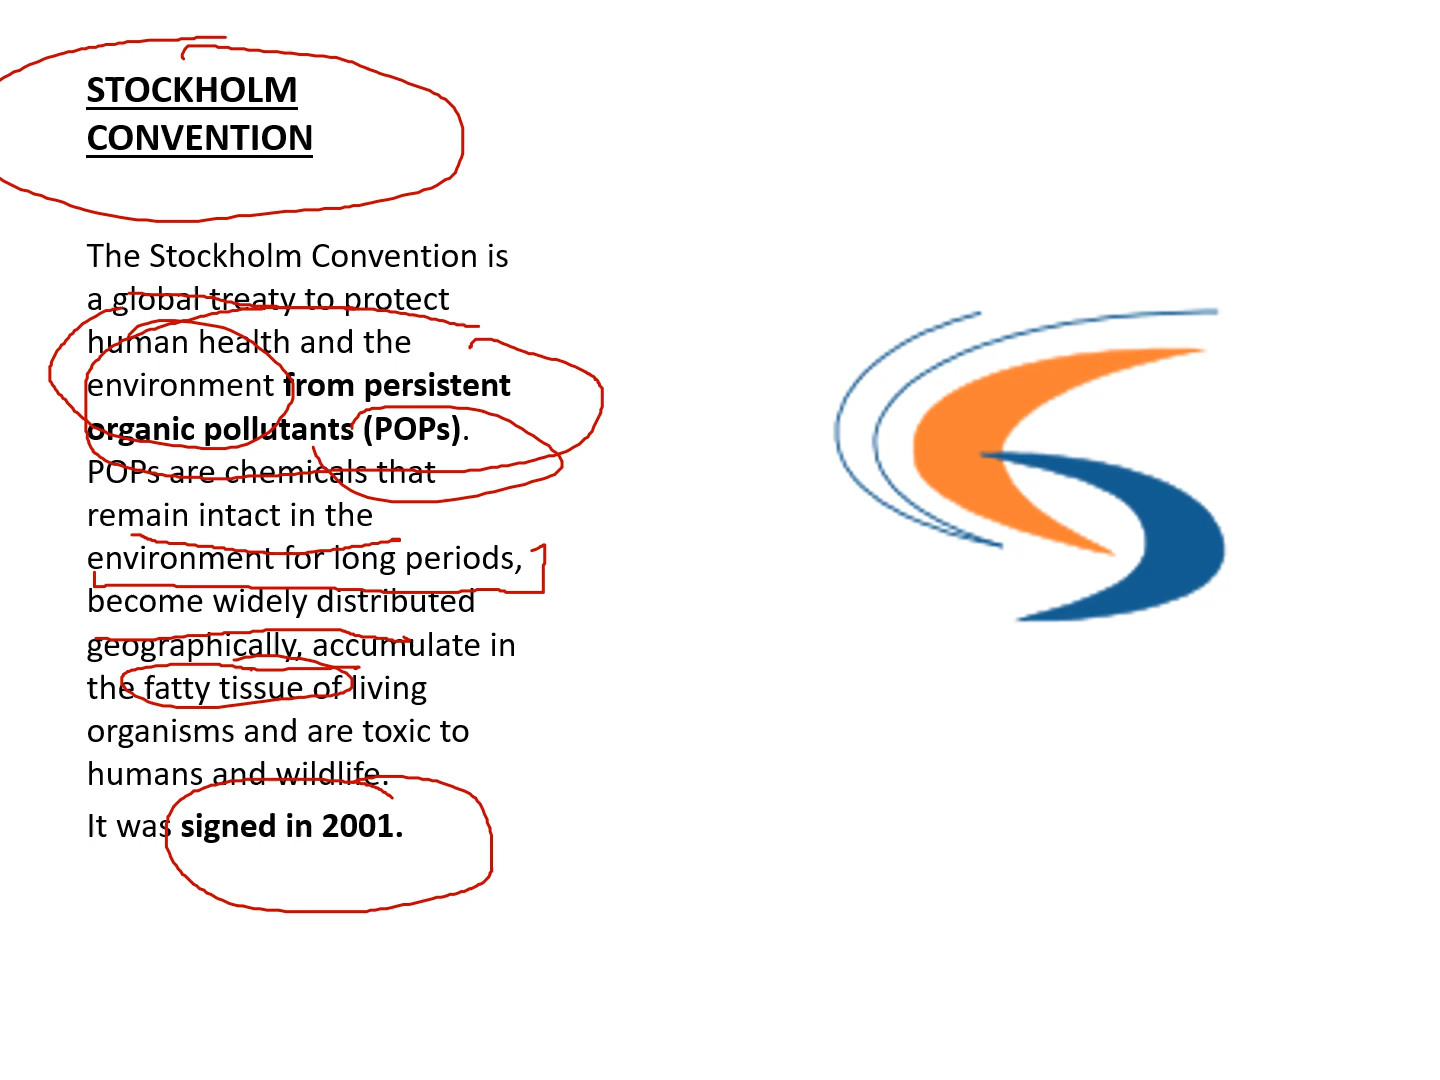 STOCKHOLM
CONVENTION
The Stockholm Convention is
a global treaty to protect
human health and the
environment from persistent
organic pollutants (POPs).
POPs are chemicals that
remain intact in the
environment for long periods,
become widely distributed
geographically, accumulate in
the fatty tissue of living
organisms and are toxic to
humans and wildlife.
It was signed in 2001.